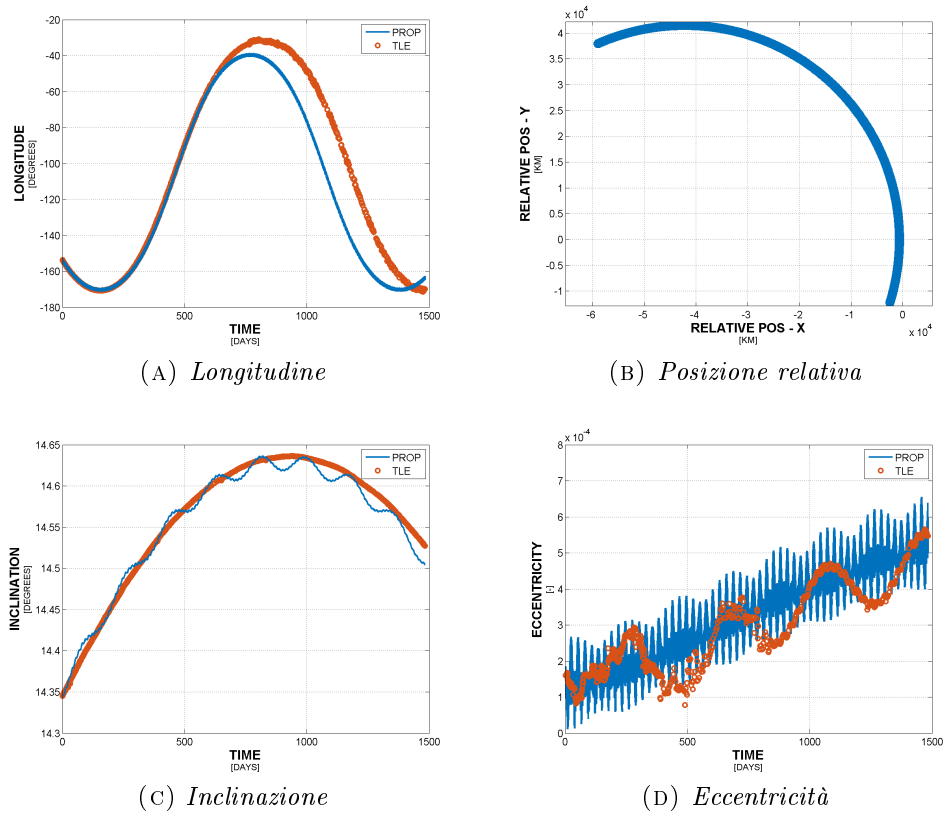 -20
-40
-60
-80
-100
-120
-140
-160
-180
LONGITUDE
[DEGREES]
PROP
TLE
0
500
1000
1500
TIME
[DAYS]
(A) Longitudine
x 10^4
4
3.5
3
2.5
2
1.5
1
0.5
0
-0.5
-1
RELATIVE POS - Y
[KM]
-6
-5
-4
-3
-2
-1
0
x 10^4
RELATIVE POS - X
[KM]
(B) Posizione relativa
14.65
14.6
14.55
14.5
14.45
14.4
14.35
14.3
INCLINATION
[DEGREES]
PROP
TLE
0
500
1000
1500
TIME
[DAYS]
(C) Inclinazione
x 10^-4
8
7
6
5
4
3
2
1
0
ECCENTRICITY
[-]
PROP
TLE
0
500
1000
1500
TIME
[DAYS]
(D) Eccentricità